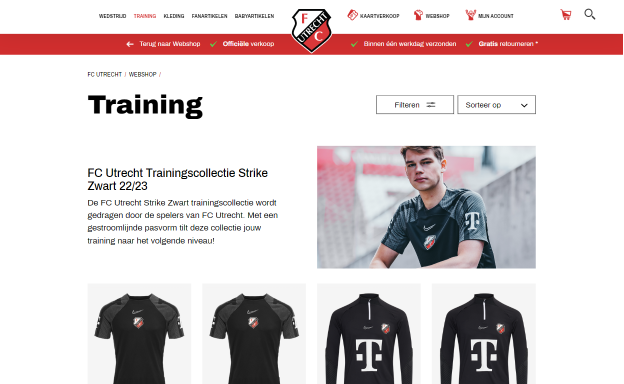 WEDSTRIJD TRAINING KLEDING FANARTIKELEN BABYARTIKELEN
F UTRECHT C
KAARTVERKOOP WEBSHOP MIJN ACCOUNT
Terug naar Webshop Officiële verkoop Binnen één werkdag verzonden Gratis retourneren *
FC UTRECHT / WEBSHOP /
Training
Filteren Sorteer op
FC Utrecht Trainingscollectie Strike
Zwart 22/23
De FC Utrecht Strike Zwart trainingscollectie wordt
gedragen door de spelers van FC Utrecht. Met een
gestroomlijnde pasvorm tilt deze collectie jouw
training naar het volgende niveau!
T
T T